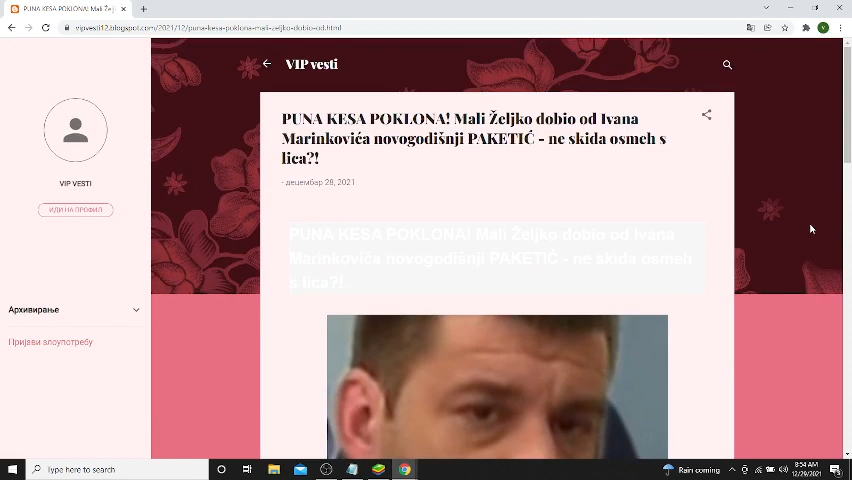 PUNA KESA POKLONA! Mali Željk
vipvesti12.blogspot.com/2021/12/puna-kesa-poklona-mali-zeljko-dobio-od.html
V
VIP vesti
PUNA KESA POKLONA! Mali Željko dobio od Ivana
Marinkovića novogodišnji PAKETIĆ - ne skida osmeh s
lica?!
- децембар 28, 2021
VIP VESTI
ИДИ НА ПРОФИЛ
PUNA KESA POKLONA! Mali Željko dobio od Ivana
Marinkovića novogodišnji PAKETIĆ - ne skida osmeh
s lica?!
Архивирање
Пријави злоупотребу
Type here to search
Rain coming
8:54 AM
12/29/2021